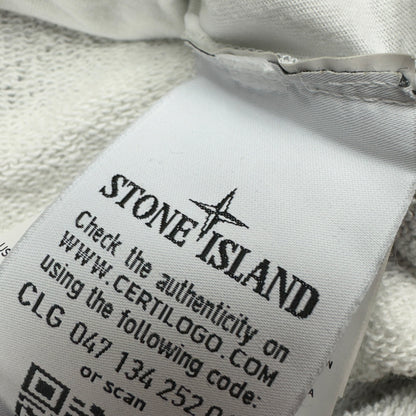 STONE ISLAND
Check the authenticity on
WWW.CERTILOGO.COM
using the following code:
CLG 047 134 252 0
or scan